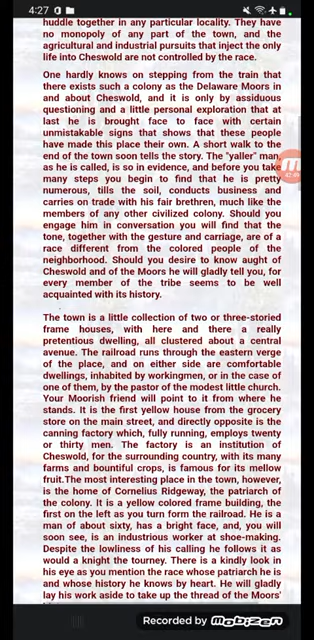 4:27
huddle together in any particular locality. They have
no monopoly of any part of the town, and the
agricultural and industrial pursuits that inject the only
life into Cheswold are not controlled by the race.
One hardly knows on stepping from the train that
there exists such a colony as the Delaware Moors in
and about Cheswold, and it is only by assiduous
questioning and a little personal exploration that at
last he is brought face to face with certain
unmistakable signs that shows that these people
have made this place their own. A short walk to the
end of the town soon tells the story. The "yaller" man,
as he is called, is so in evidence, and before you take
many steps you begin to find that he is pretty
numerous, tills the soil, conducts business and
carries on trade with his fair brethren, much like the
members of any other civilized colony. Should you
engage him in conversation you will find that the
tone, together with the gesture and carriage, are of a
race different from the colored people of the
neighborhood. Should you desire to know aught of
Cheswold and of the Moors he will gladly tell you, for
every member of the tribe seems to be well
acquainted with its history.
The town is a little collection of two or three-storied
frame houses, with here and there a really
pretentious dwelling, all clustered about a central
avenue. The railroad runs through the eastern verge
of the place, and on either side are comfortable
dwellings, inhabited by workingmen, or in the case of
one of them, by the pastor of the modest little church.
Your Moorish friend will point to it from where he
stands. It is the first yellow house from the grocery
store on the main street, and directly opposite is the
canning factory which, fully running, employs twenty
or thirty men. The factory is an institution of
Cheswold, for the surrounding country, with its many
farms and bountiful crops, is famous for its mellow
fruit.The most interesting place in the town, however,
is the home of Cornelius Ridgeway, the patriarch of
the colony. It is a yellow colored frame building, the
first on the left as you turn form the railroad. He is a
man of about sixty, has a bright face, and, you will
soon see, is an industrious worker at shoe-making.
Despite the lowliness of his calling he follows it as
would a knight the tourney. There is a kindly look in
his eye as you mention the race whose patriarch he is
and whose history he knows by heart. He will gladly
lay his work aside to take up the thread of the Moors'
Recorded by Mobizen